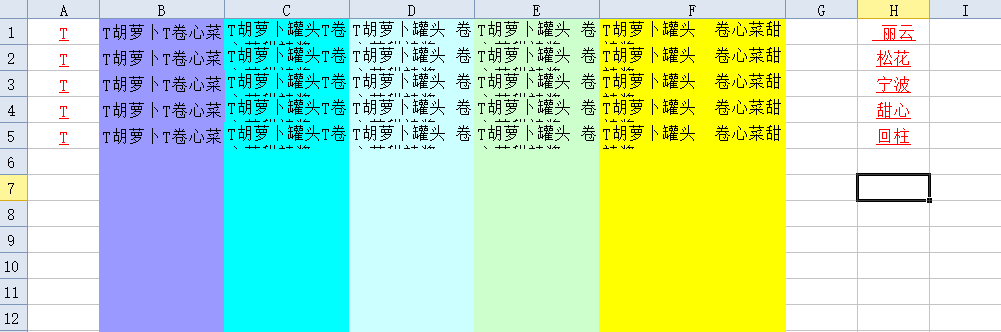 A B C D E F G H I
1 T T胡萝卜T卷心菜 T胡萝卜罐头T卷 T胡萝卜罐头 卷 T胡萝卜罐头 卷 T胡萝卜罐头 卷心菜甜 丽云
2 T T胡萝卜T卷心菜 T胡萝卜罐头T卷 T胡萝卜罐头 卷 T胡萝卜罐头 卷 T胡萝卜罐头 卷心菜甜 松花
3 T T胡萝卜T卷心菜 T胡萝卜罐头T卷 T胡萝卜罐头 卷 T胡萝卜罐头 卷 T胡萝卜罐头 卷心菜甜 宁波
4 T T胡萝卜T卷心菜 T胡萝卜罐头T卷 T胡萝卜罐头 卷 T胡萝卜罐头 卷 T胡萝卜罐头 卷心菜甜 甜心
5 T T胡萝卜T卷心菜 T胡萝卜罐头T卷 T胡萝卜罐头 卷 T胡萝卜罐头 卷 T胡萝卜罐头 卷心菜甜 回柱
6
7
8
9
10
11
12